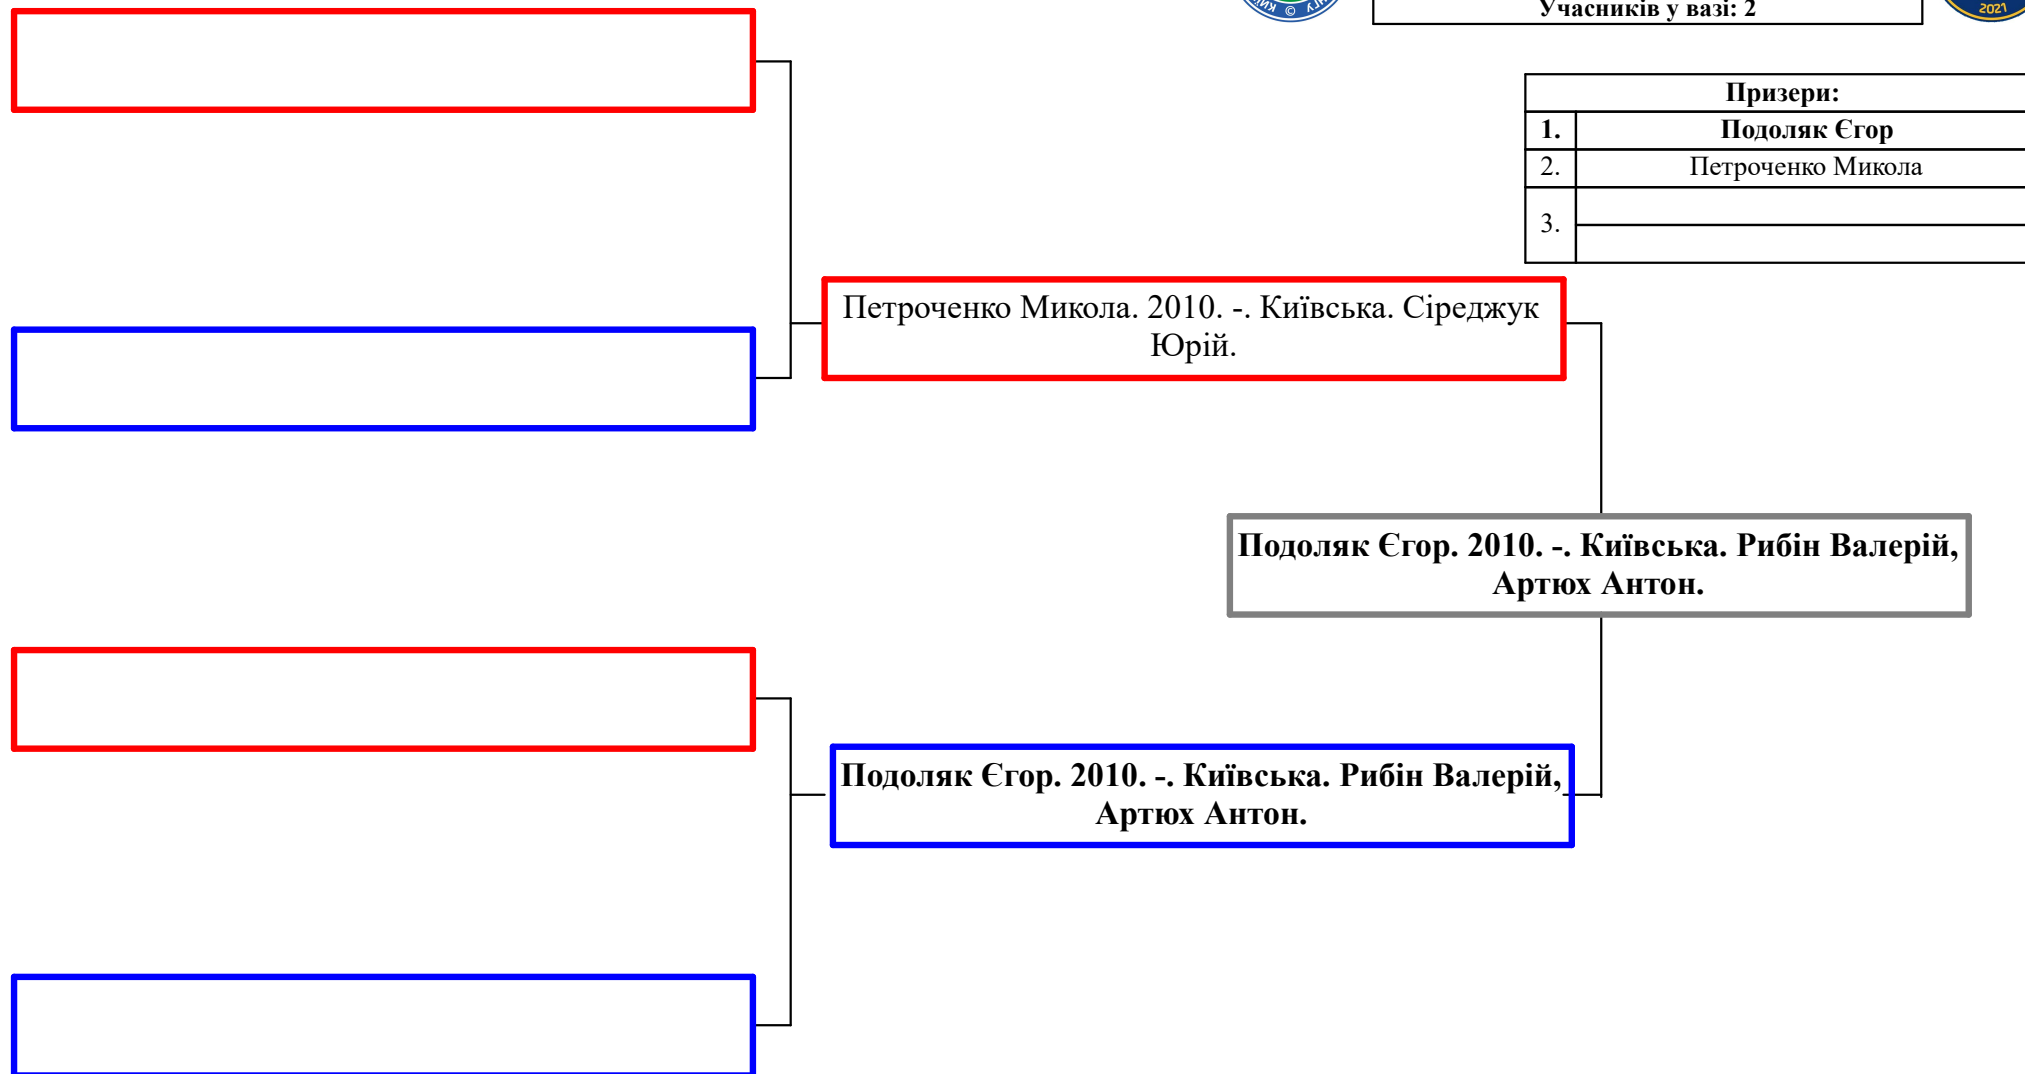 Учасників у вазі: 2
2021
Призери:
1. Подоляк Єгор
2. Петроченко Микола
3.
Петроченко Микола. 2010. -. Київська. Сіреджук
Юрій.
Подоляк Єгор. 2010. -. Київська. Рибін Валерій,
Артюх Антон.
Подоляк Єгор. 2010. -. Київська. Рибін Валерій,
Артюх Антон.